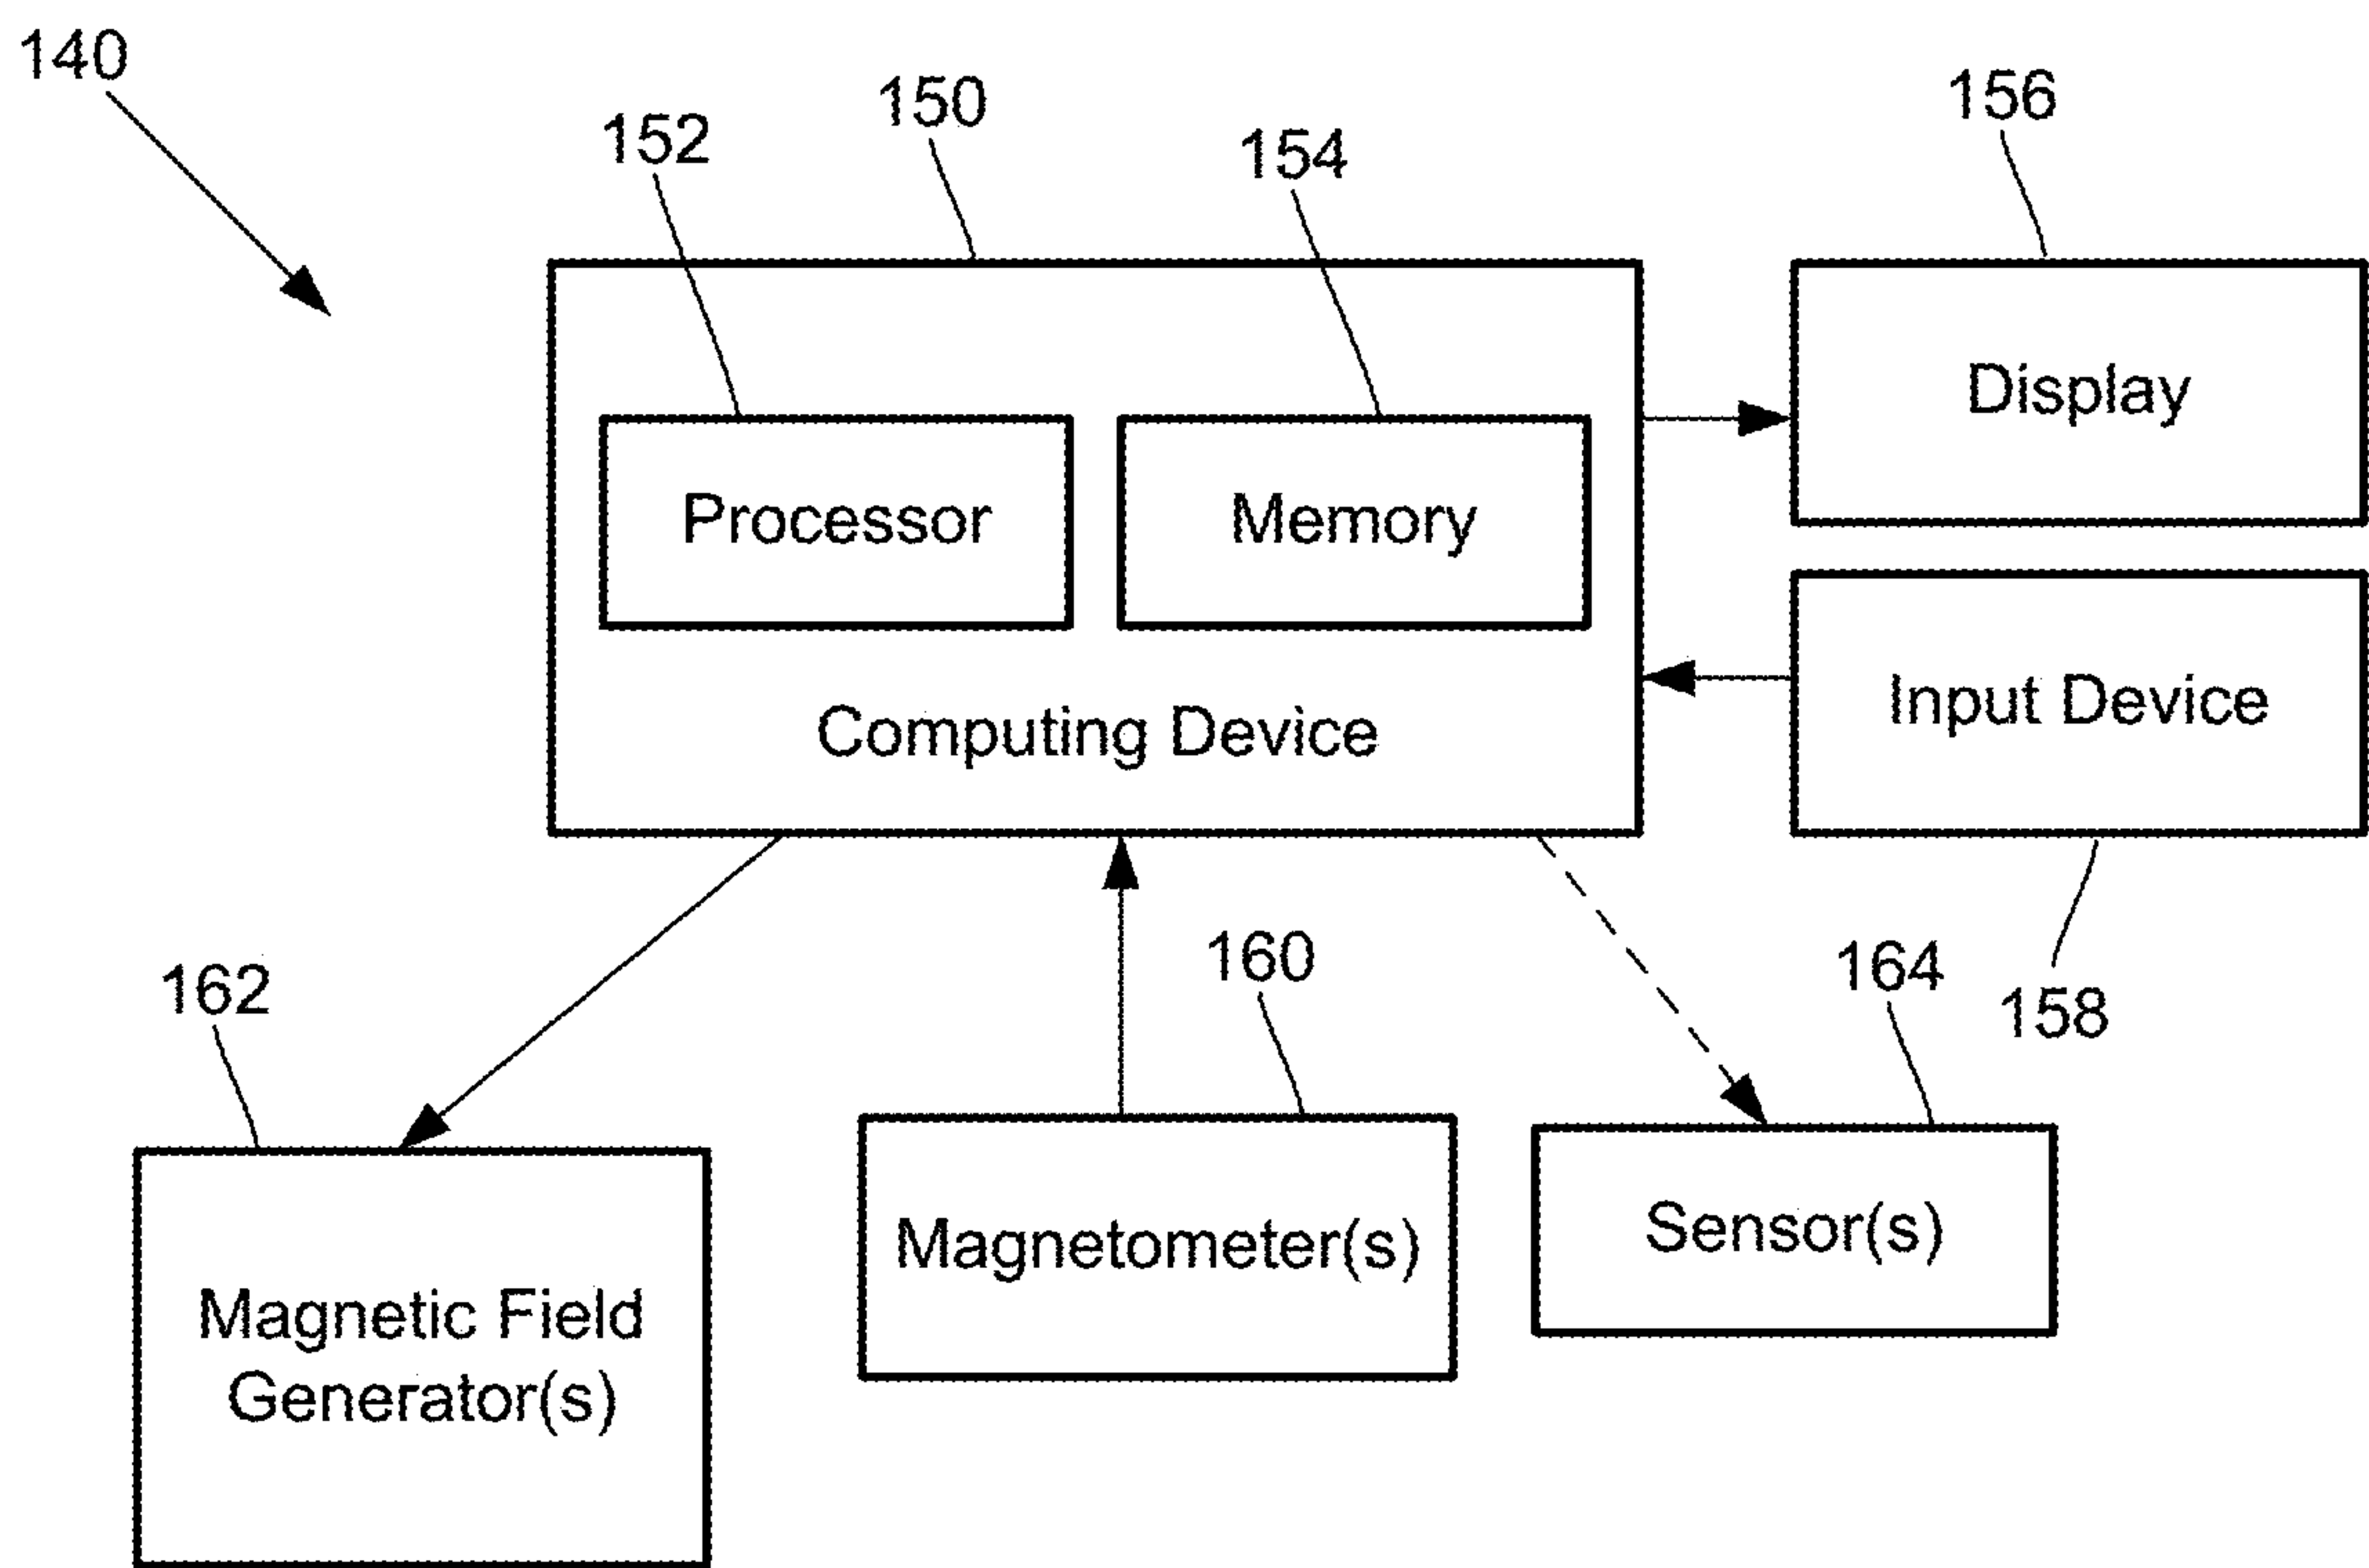 140
150
156
152
154
Display
Processor
Memory
Input Device
Computing Device
160
164
162
158
Magnetometer(s)
Sensor(s)
Magnetic Field
Generator(s)